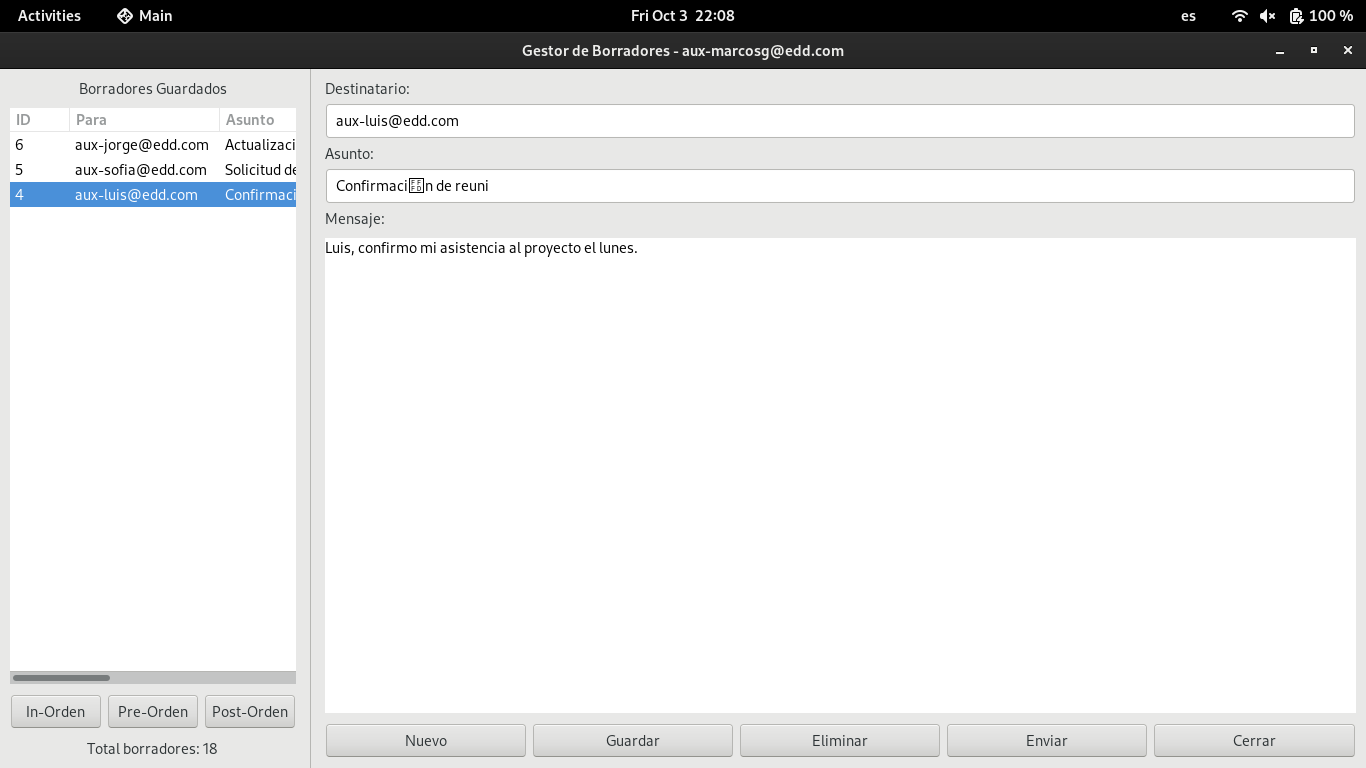 Activities Main Fri Oct 3 22:08 es 100 %
Gestor de Borradores - aux-marcosg@edd.com
Borradores Guardados
ID Para Asunto
6 aux-jorge@edd.com Actualizaci
5 aux-sofia@edd.com Solicitud de
4 aux-luis@edd.com Confirmaci
In-Orden Pre-Orden Post-Orden
Total borradores: 18
Destinatario:
aux-luis@edd.com
Asunto:
Confirmaci�n de reuni
Mensaje:
Luis, confirmo mi asistencia al proyecto el lunes.
Nuevo Guardar Eliminar Enviar Cerrar